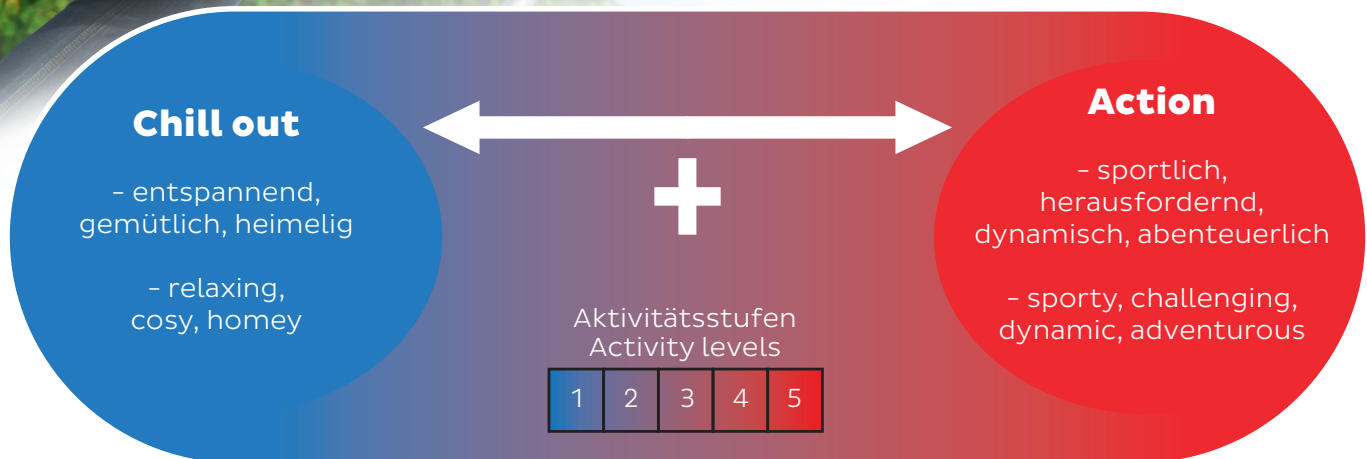 Chill out
- entspannend,
gemütlich, heimelig
- relaxing,
cosy, homey
Aktivitätsstufen
Activity levels
1 2 3 4 5
Action
- sportlich,
herausfordernd,
dynamisch, abenteuerlich
- sporty, challenging,
dynamic, adventurous